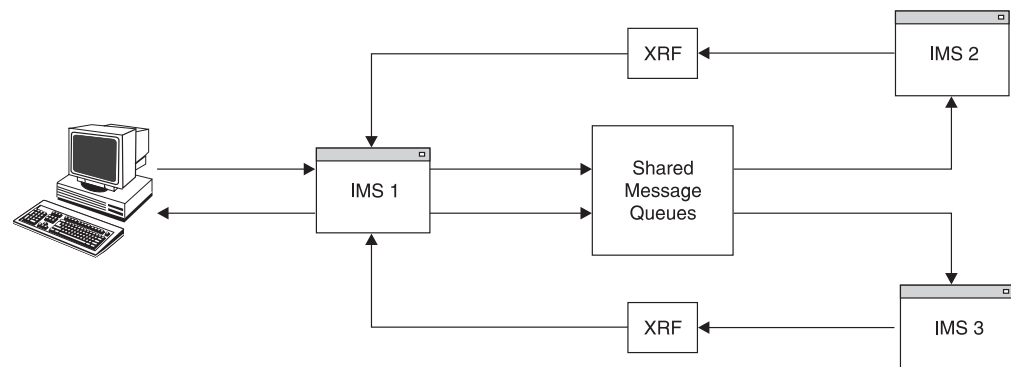 XRF
IMS 2
IMS 1
Shared
Message
Queues
XRF
IMS 3